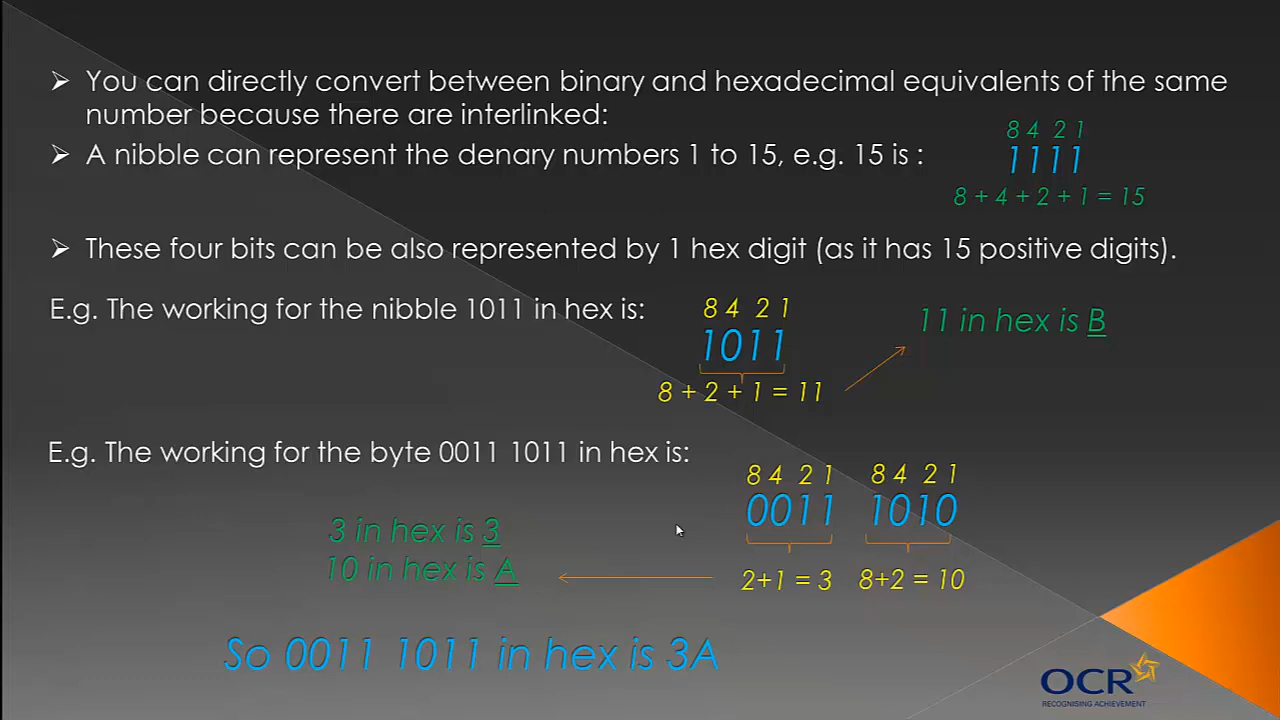 You can directly convert between binary and hexadecimal equivalents of the same
number because there are interlinked:
8 4 2 1
A nibble can represent the denary numbers 1 to 15, e.g. 15 is :
1111
8 + 4 + 2 + 1 = 15
These four bits can be also represented by 1 hex digit (as it has 15 positive digits).
E.g. The working for the nibble 1011 in hex is:
8 4 2 1
1011
8 + 2 + 1 = 11
11 in hex is B
E.g. The working for the byte 0011 1011 in hex is:
8 4 2 1 8 4 2 1
0011 1010
2+1 = 3 8+2 = 10
3 in hex is 3
10 in hex is A
So 0011 1011 in hex is 3A
OCR
RECOGNISING ACHIEVEMENT